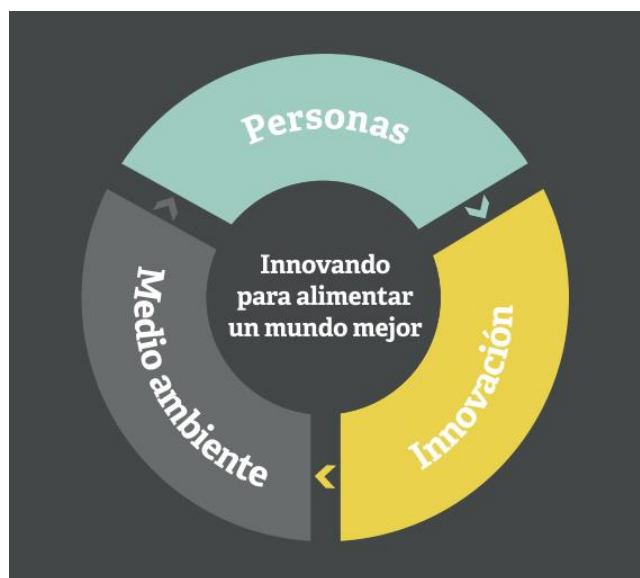 Personas
Innovando
para alimentar
un mundo mejor
Medio ambiente
Innovación